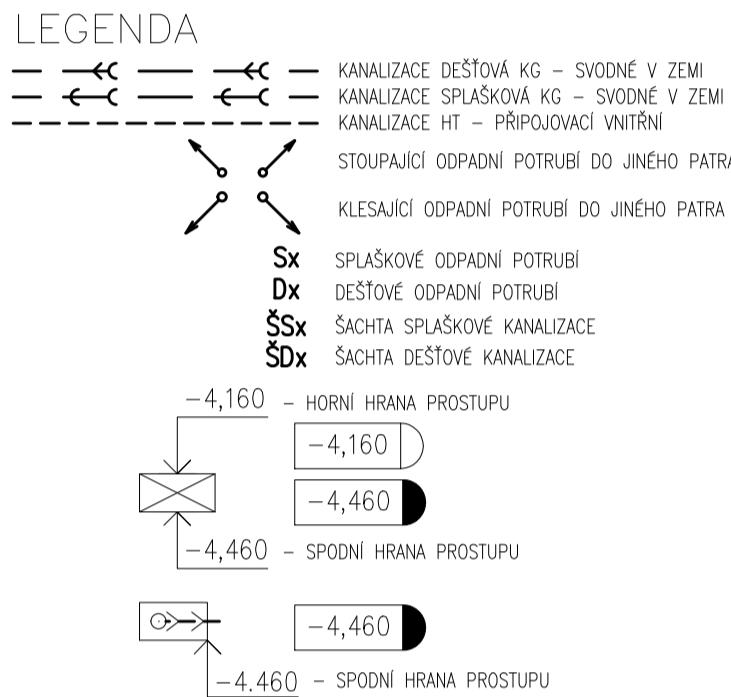 LEGENDA
KANALIZACE DEŠŤOVÁ KG – SVODNÉ V ZEMI
KANALIZACE SPLAŠKOVÁ KG – SVODNÉ V ZEMI
KANALIZACE HT – PŘIPOJOVACÍ VNITŘNÍ
STOUPAJÍCÍ ODPADNÍ POTRUBÍ DO JINÉHO PATRA
KLESAJÍCÍ ODPADNÍ POTRUBÍ DO JINÉHO PATRA
Sx SPLAŠKOVÉ ODPADNÍ POTRUBÍ
Dx DEŠŤOVÉ ODPADNÍ POTRUBÍ
ŠSx ŠACHTA SPLAŠKOVÉ KANALIZACE
ŠDx ŠACHTA DEŠŤOVÉ KANALIZACE
–4,160 – HORNÍ HRANA PROSTUPU
–4,160
–4,460
–4,460 – SPODNÍ HRANA PROSTUPU
–4,460
–4.460 – SPODNÍ HRANA PROSTUPU